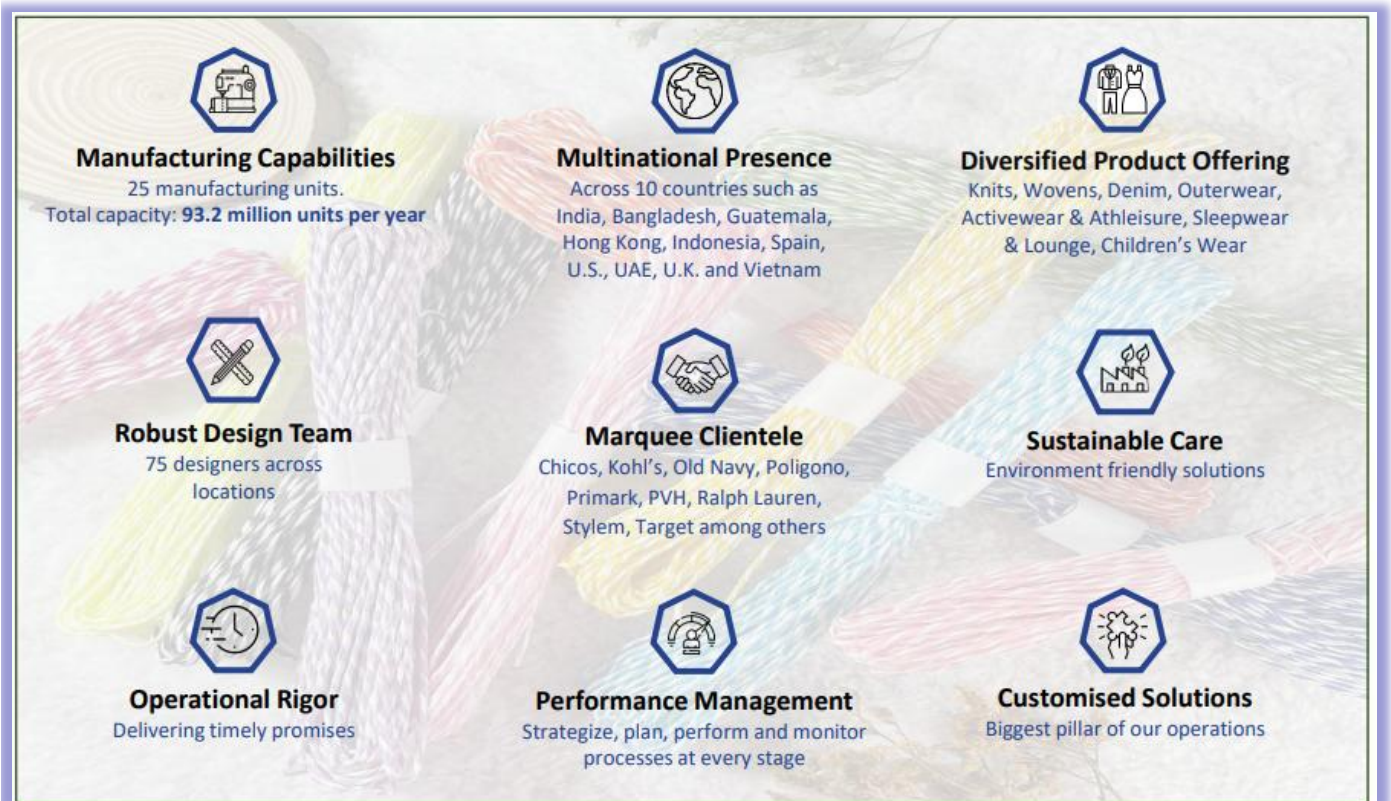 Manufacturing Capabilities
25 manufacturing units.
Total capacity: 93.2 million units per year
Multinational Presence
Across 10 countries such as
India, Bangladesh, Guatemala,
Hong Kong, Indonesia, Spain,
U.S., UAE, U.K. and Vietnam
Diversified Product Offering
Knits, Wovens, Denim, Outerwear,
Activewear & Athleisure, Sleepwear
& Lounge, Children’s Wear
Robust Design Team
75 designers across
locations
Marquee Clientele
Chicos, Kohl’s, Old Navy, Poligono,
Primark, PVH, Ralph Lauren,
Stylem, Target among others
Sustainable Care
Environment friendly solutions
Operational Rigor
Delivering timely promises
Performance Management
Strategize, plan, perform and monitor
processes at every stage
Customised Solutions
Biggest pillar of our operations